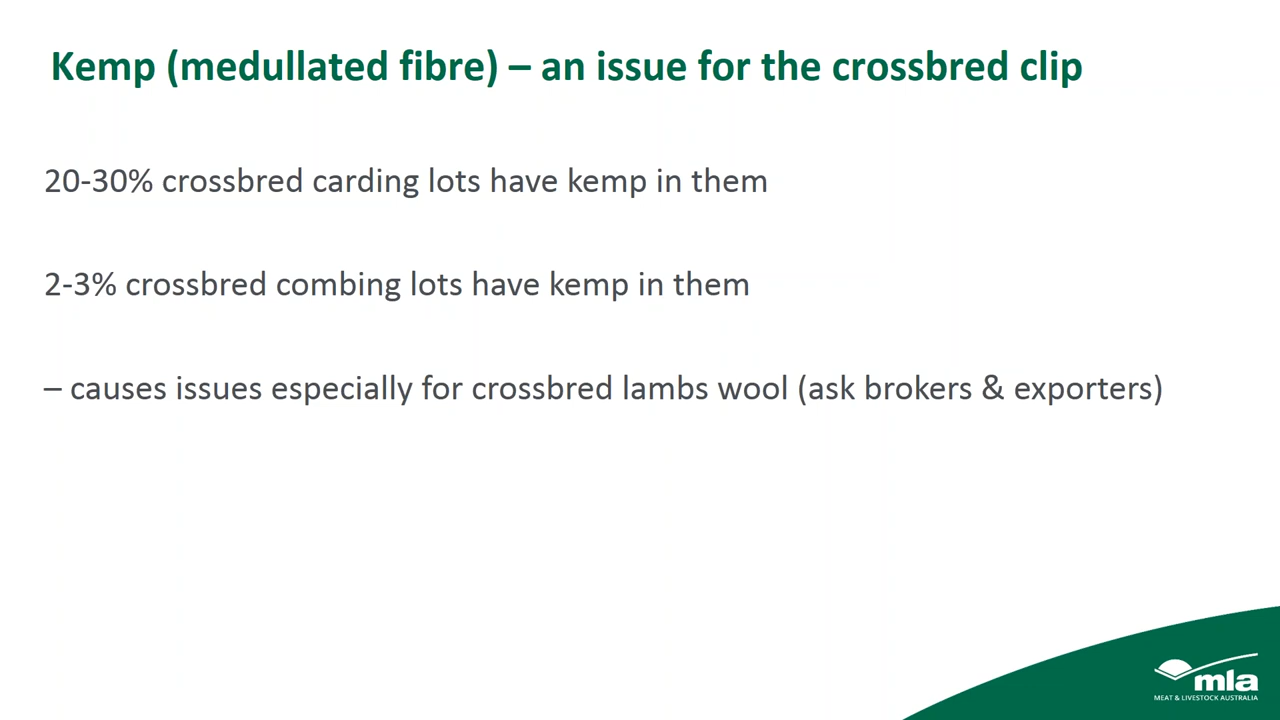 Kemp (medullated fibre) – an issue for the crossbred clip
20-30% crossbred carding lots have kemp in them
2-3% crossbred combing lots have kemp in them
– causes issues especially for crossbred lambs wool (ask brokers & exporters)
mla
MEAT & LIVESTOCK AUSTRALIA